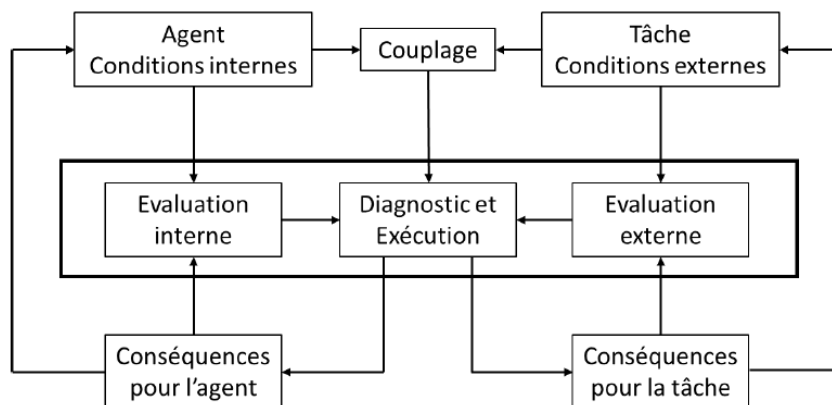 Agent
Conditions internes
Couplage
Tâche
Conditions externes
Evaluation
interne
Diagnostic et
Exécution
Evaluation
externe
Conséquences
pour l'agent
Conséquences
pour la tâche